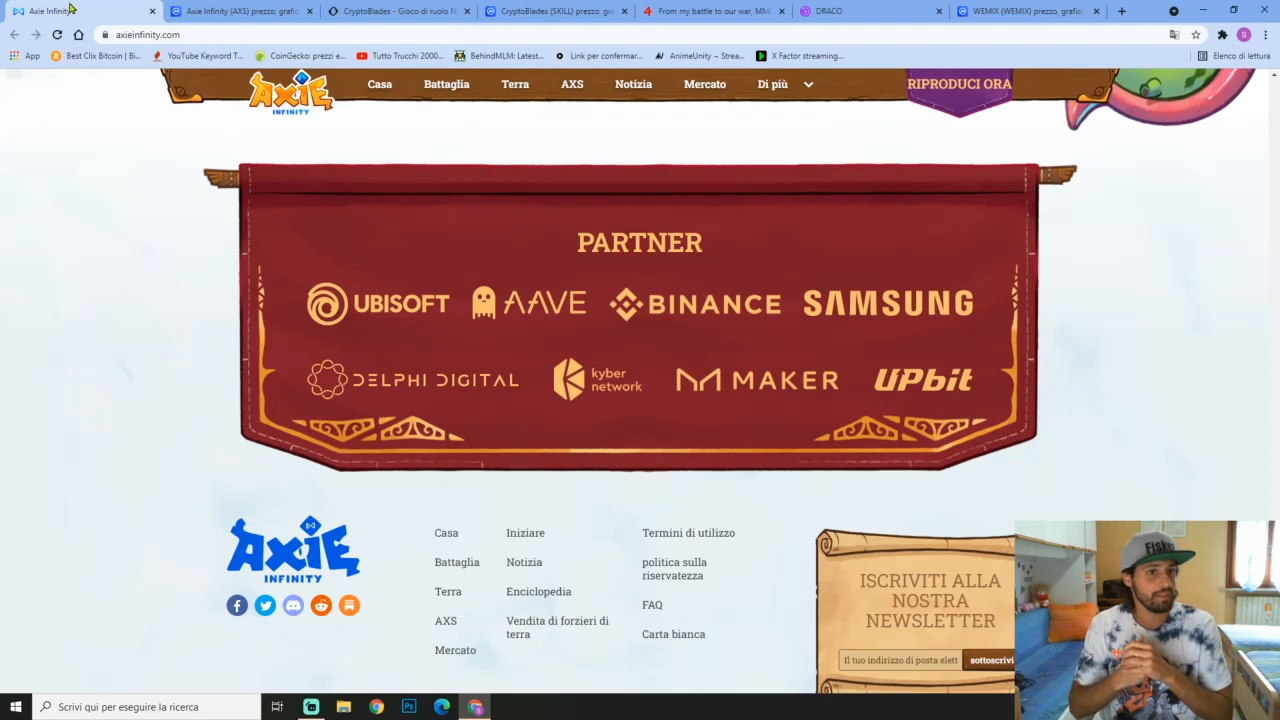 Axie Infinity
Axie Infinity (AXS) prezzo, grafic
CryptoBlades - Gioco di ruolo N
CryptoBlades (SKILL) prezzo, gra
From my battle to our war, MMO
DRACO
WEMIX (WEMIX) prezzo, grafici,
axieinfinity.com
App
Best Clix Bitcoin | Bi...
YouTube Keyword T...
CoinGecko: prezzi e...
Tutto Trucchi 2000...
BehindMLM: Latest...
Link per confermar...
AnimeUnity ~ Strea...
X Factor streaming...
Elenco di lettura
AXIE
INFINITY
Casa
Battaglia
Terra
AXS
Notizia
Mercato
Di più
RIPRODUCI ORA
PARTNER
UBISOFT
AAVE
BINANCE
SAMSUNG
DELPHI DIGITAL
kyber
network
MAKER
UPbit
AXIE
INFINITY
Casa
Battaglia
Terra
AXS
Mercato
Iniziare
Notizia
Enciclopedia
Vendita di forzieri di
terra
Termini di utilizzo
politica sulla
riservatezza
FAQ
Carta bianca
ISCRIVITI ALLA
NOSTRA
NEWSLETTER
Il tuo indirizzo di posta elett
sottoscrivi
Scrivi qui per eseguire la ricerca